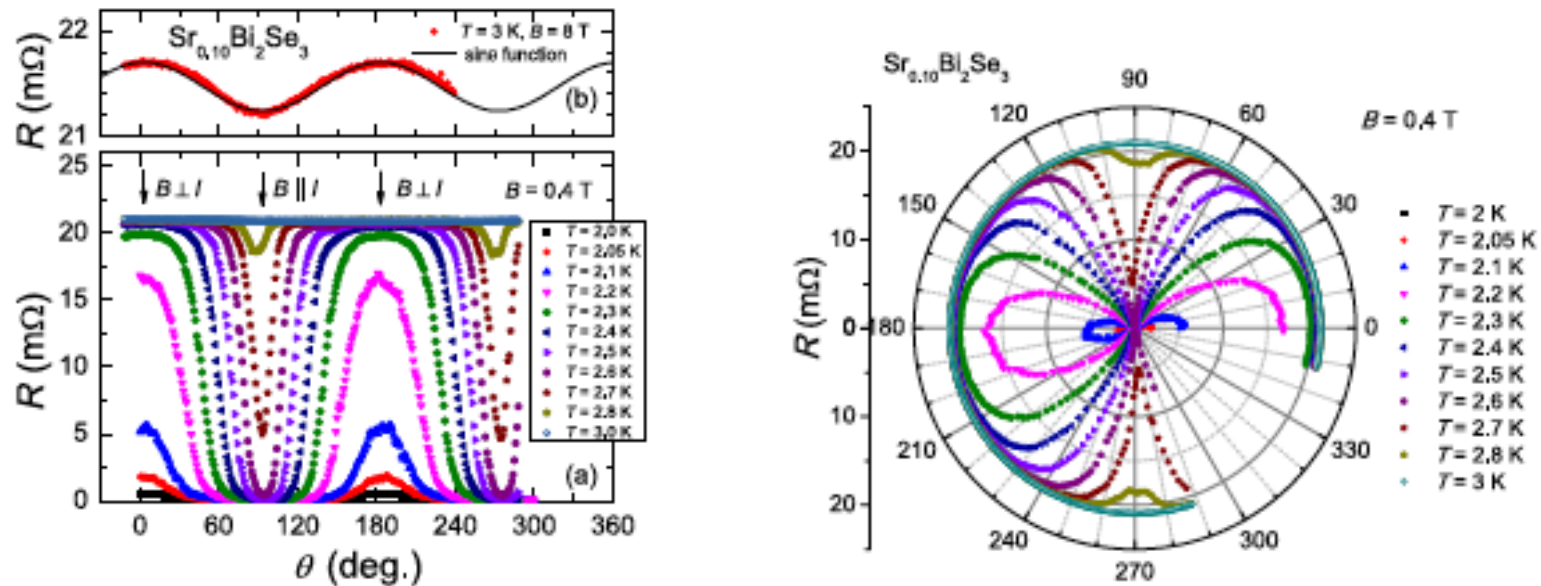 Sr0.10Bi2Se3
T = 3 K, B = 8 T
sine function
(b)
22
21
R (mΩ)
B ⊥ I
B || I
B ⊥ I
B = 0.4 T
25
20
15
10
5
0
R (mΩ)
T = 2.0 K
T = 2.05 K
T = 2.1 K
T = 2.2 K
T = 2.3 K
T = 2.4 K
T = 2.5 K
T = 2.6 K
T = 2.7 K
T = 2.8 K
T = 3.0 K
(a)
0 60 120 180 240 300 360
θ (deg.)
Sr0.10Bi2Se3
B = 0.4 T
20
10
0
10
20
R (mΩ)
90
120
60
150
30
180
0
210
330
240
300
270
T = 2 K
T = 2.05 K
T = 2.1 K
T = 2.2 K
T = 2.3 K
T = 2.4 K
T = 2.5 K
T = 2.6 K
T = 2.7 K
T = 2.8 K
T = 3 K